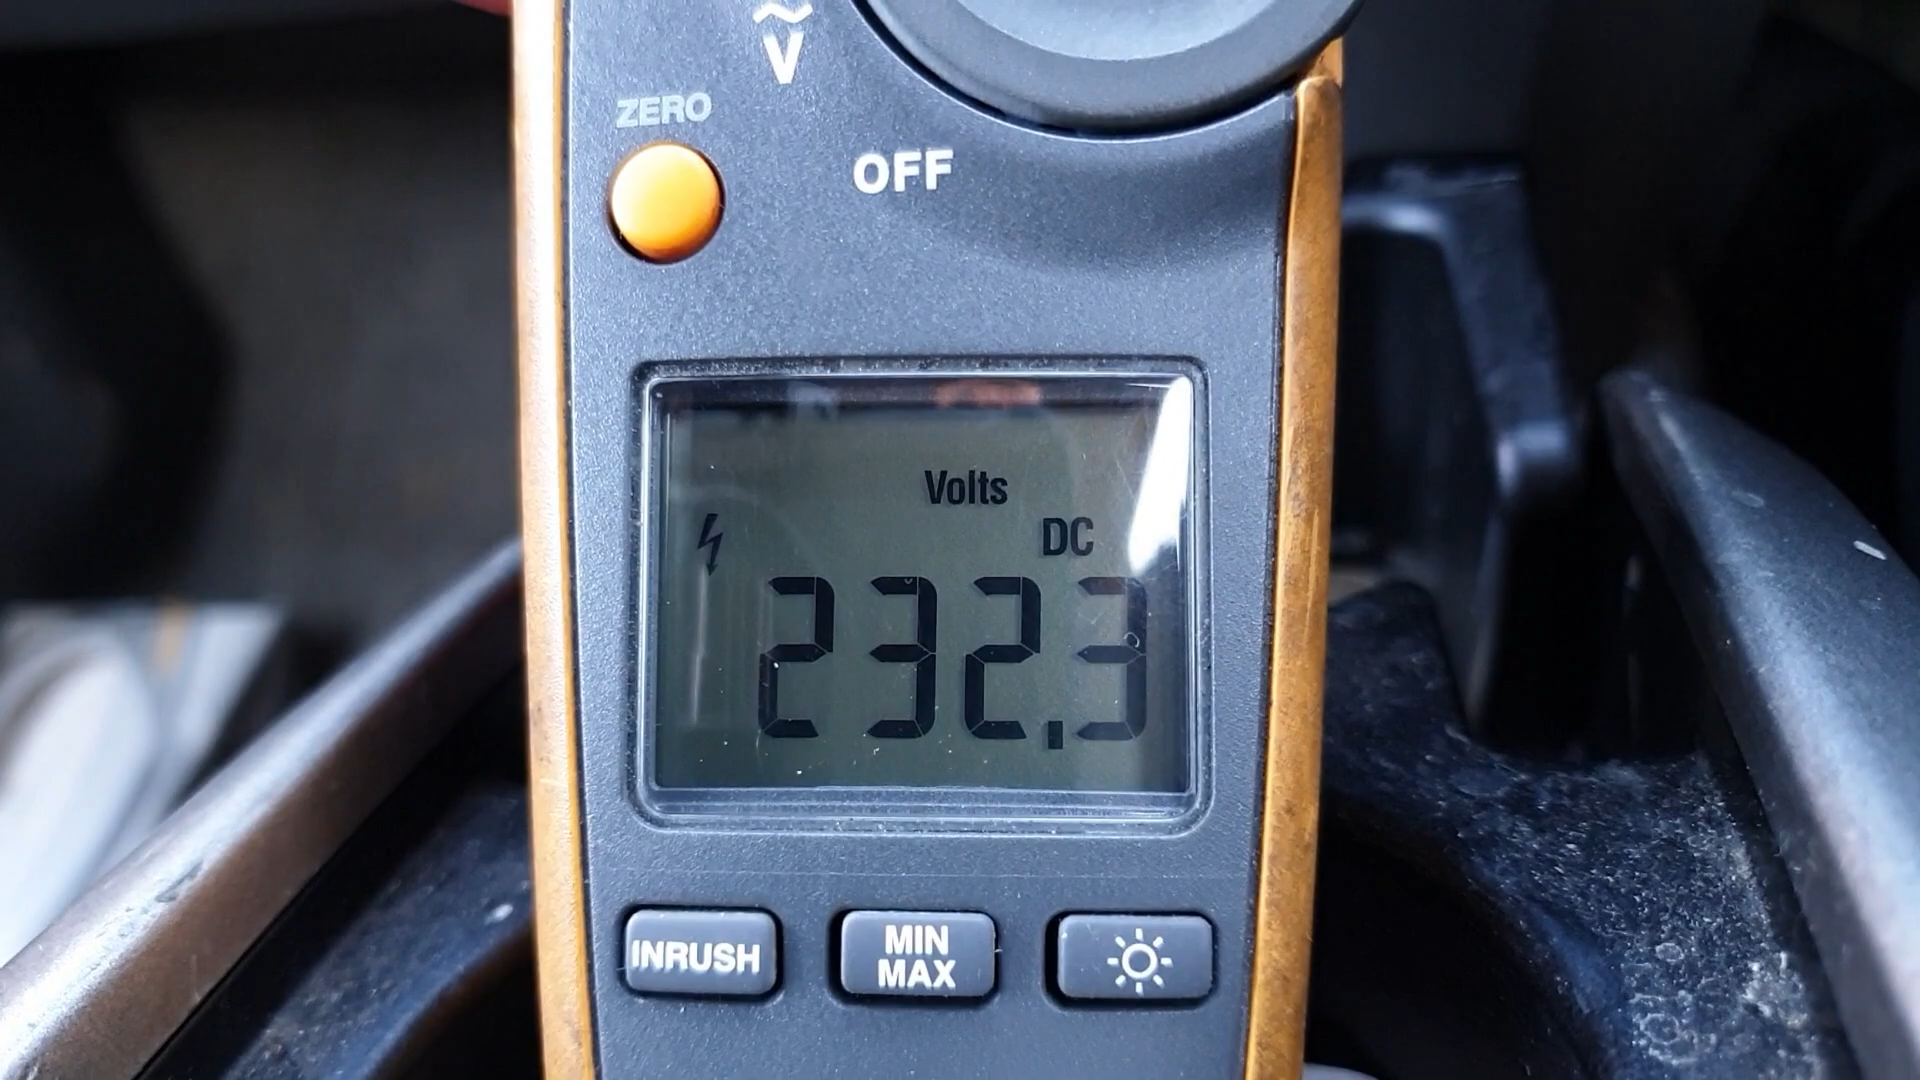 V
ZERO
OFF
Volts
DC
232.3
INRUSH
MIN
MAX